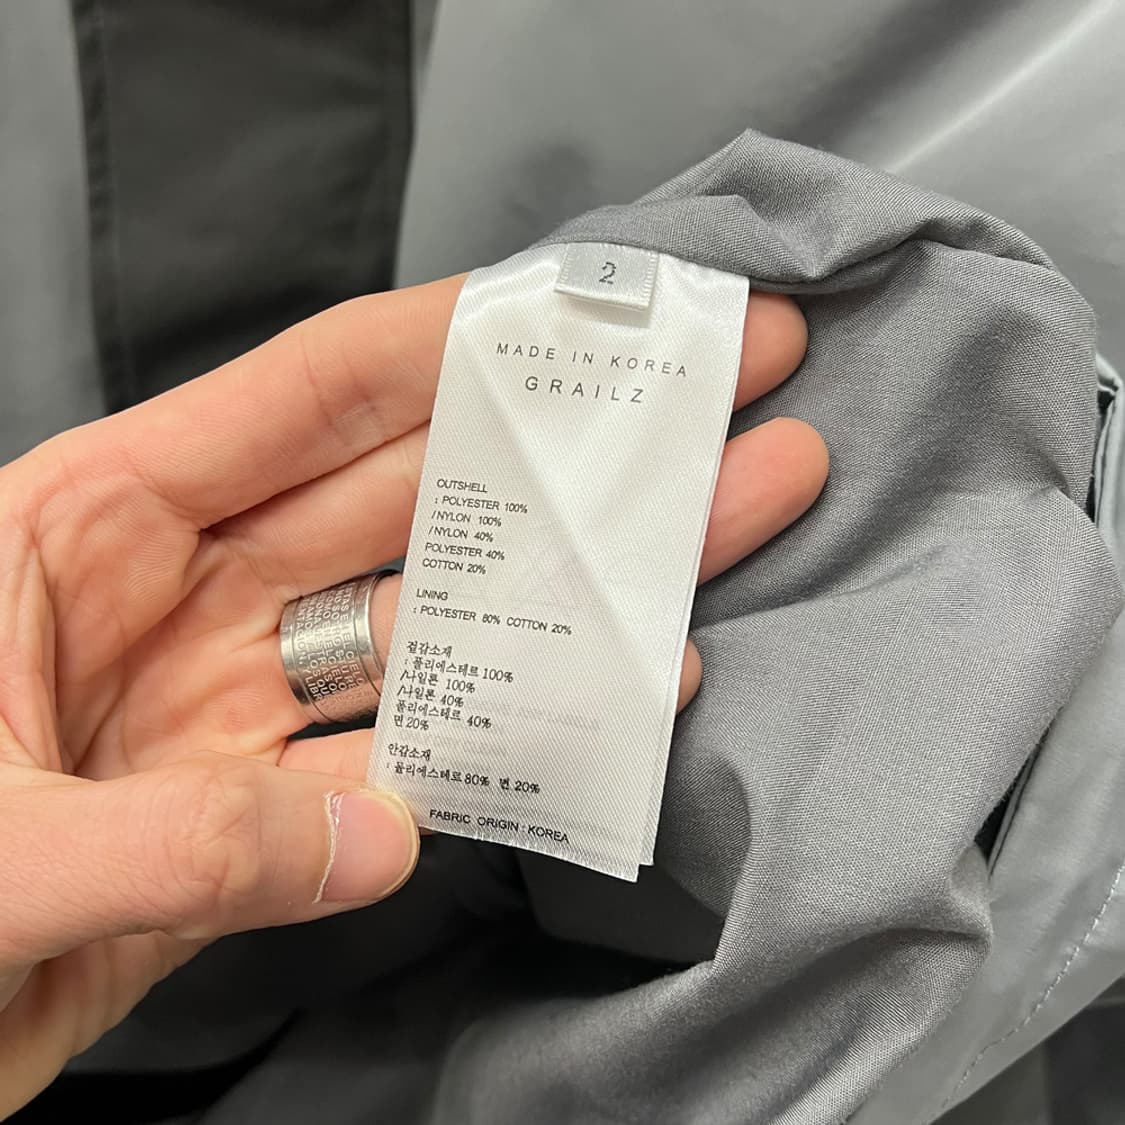 2
MADE IN KOREA
GRAILZ
OUTSHELL
: POLYESTER 100%
/NYLON 100%
/NYLON 40%
POLYESTER 40%
COTTON 20%
LINING
: POLYESTER 80% COTTON 20%
겉감소재
: 폴리에스테르 100%
/나일론 100%
/나일론 40%
폴리에스테르 40%
면 20%
안감소재
: 폴리에스테르 80% 면 20%
FABRIC ORIGIN : KOREA